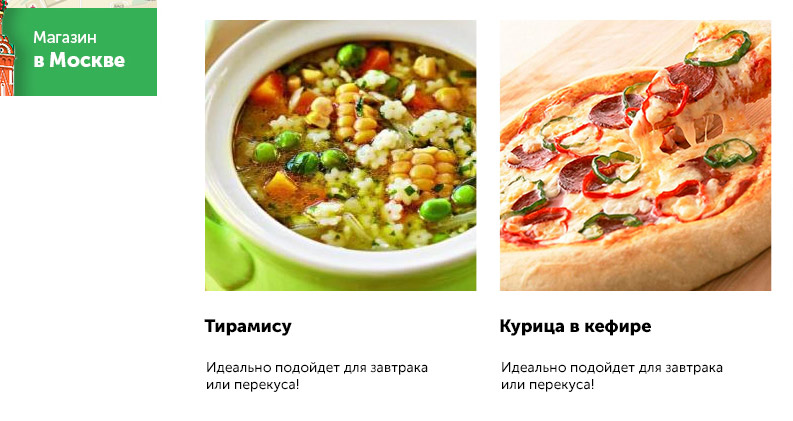 Магазин
в Москве
Тирамису
Идеально подойдет для завтрака
или перекуса!
Курица в кефире
Идеально подойдет для завтрака
или перекуса!